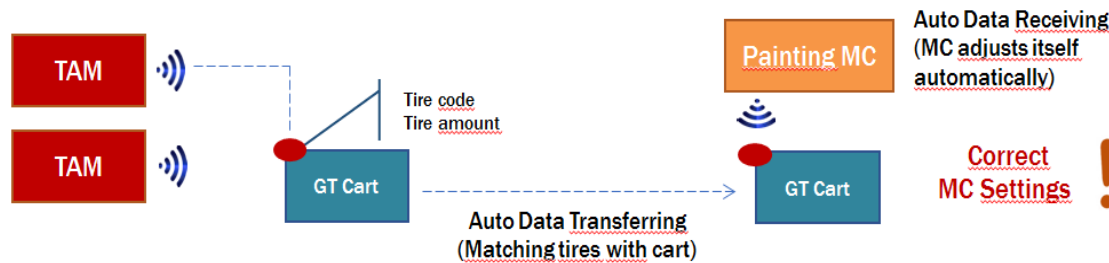 TAM
TAM
Tire code
Tire amount
GT Cart
Auto Data Transferring
(Matching tires with cart)
Painting MC
GT Cart
Auto Data Receiving
(MC adjusts itself
automatically)
Correct
MC Settings
!